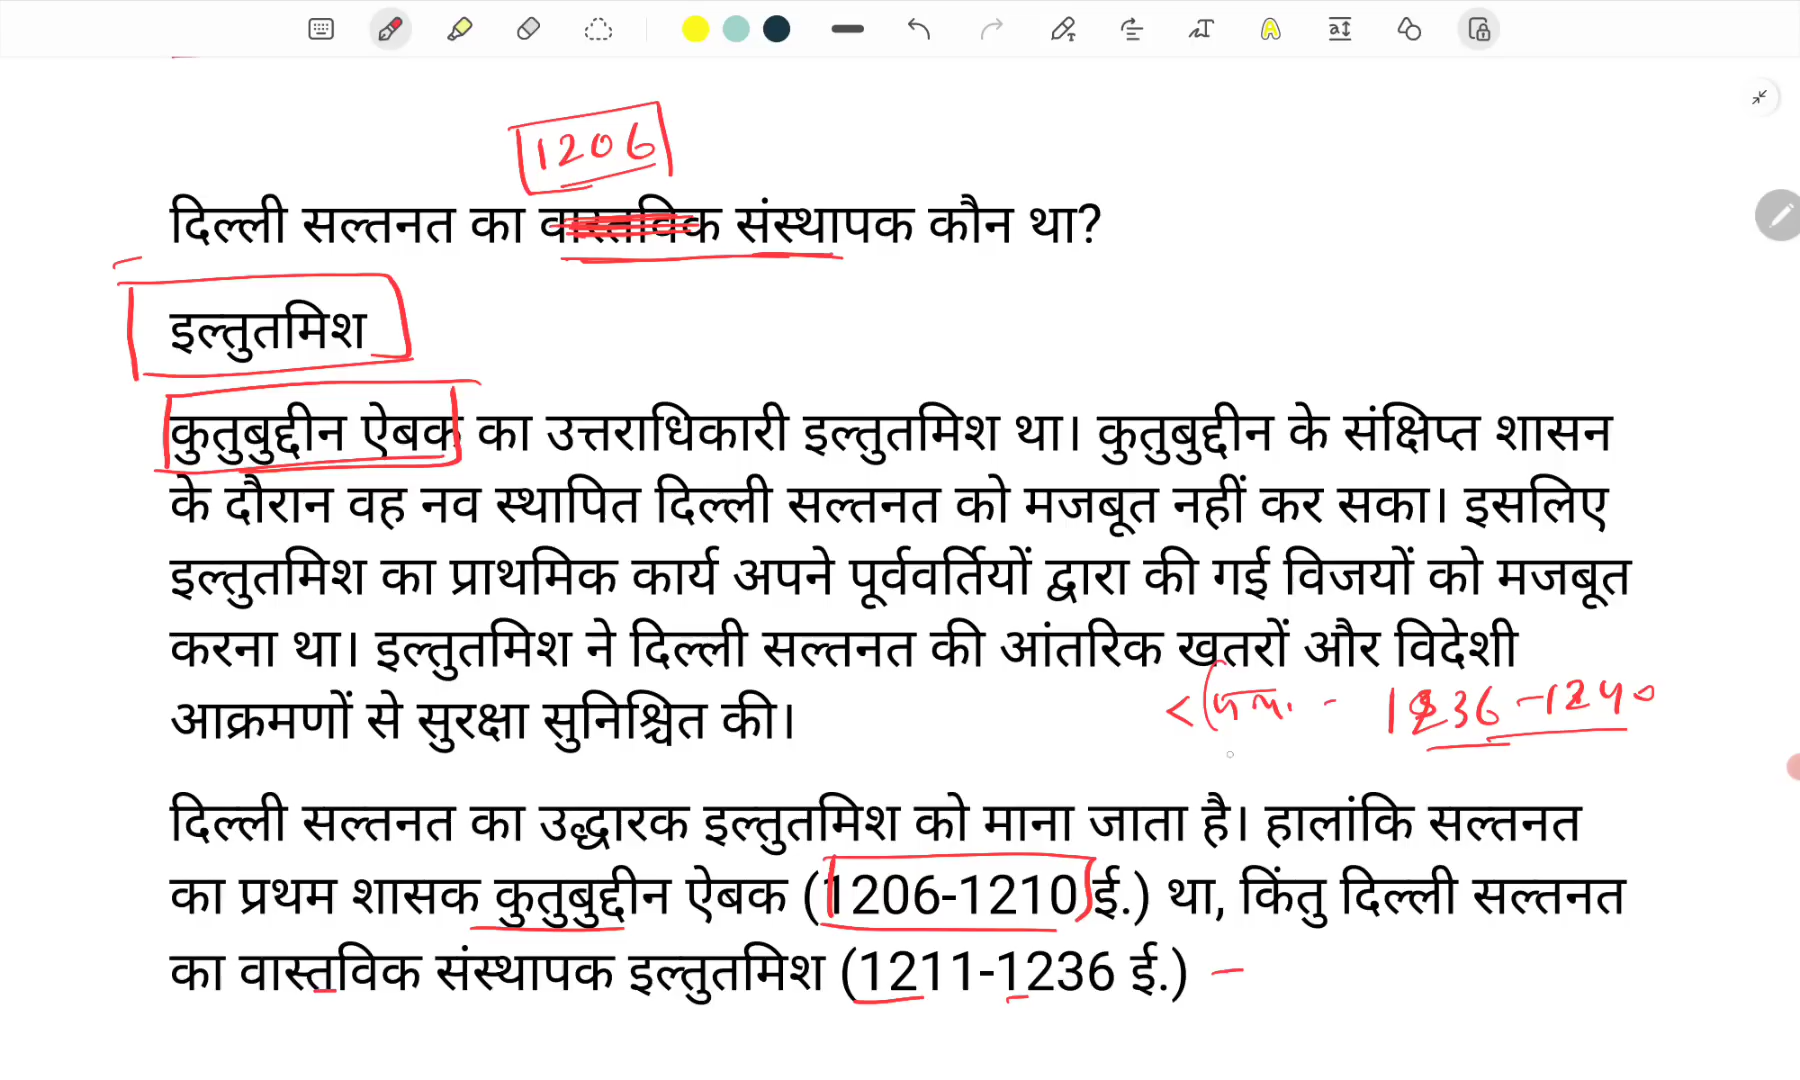 1206
दिल्ली सल्तनत का वास्तविक संस्थापक कौन था?
इल्तुतमिश
कुतुबुद्दीन ऐबक का उत्तराधिकारी इल्तुतमिश था। कुतुबुद्दीन के संक्षिप्त शासन
के दौरान वह नव स्थापित दिल्ली सल्तनत को मजबूत नहीं कर सका। इसलिए
इल्तुतमिश का प्राथमिक कार्य अपने पूर्ववर्तियों द्वारा की गई विजयों को मजबूत
करना था। इल्तुतमिश ने दिल्ली सल्तनत की आंतरिक खतरों और विदेशी
आक्रमणों से सुरक्षा सुनिश्चित की।
1236-1240
दिल्ली सल्तनत का उद्धारक इल्तुतमिश को माना जाता है। हालांकि सल्तनत
का प्रथम शासक कुतुबुद्दीन ऐबक (1206-1210 ई.) था, किंतु दिल्ली सल्तनत
का वास्तविक संस्थापक इल्तुतमिश (1211-1236 ई.) –